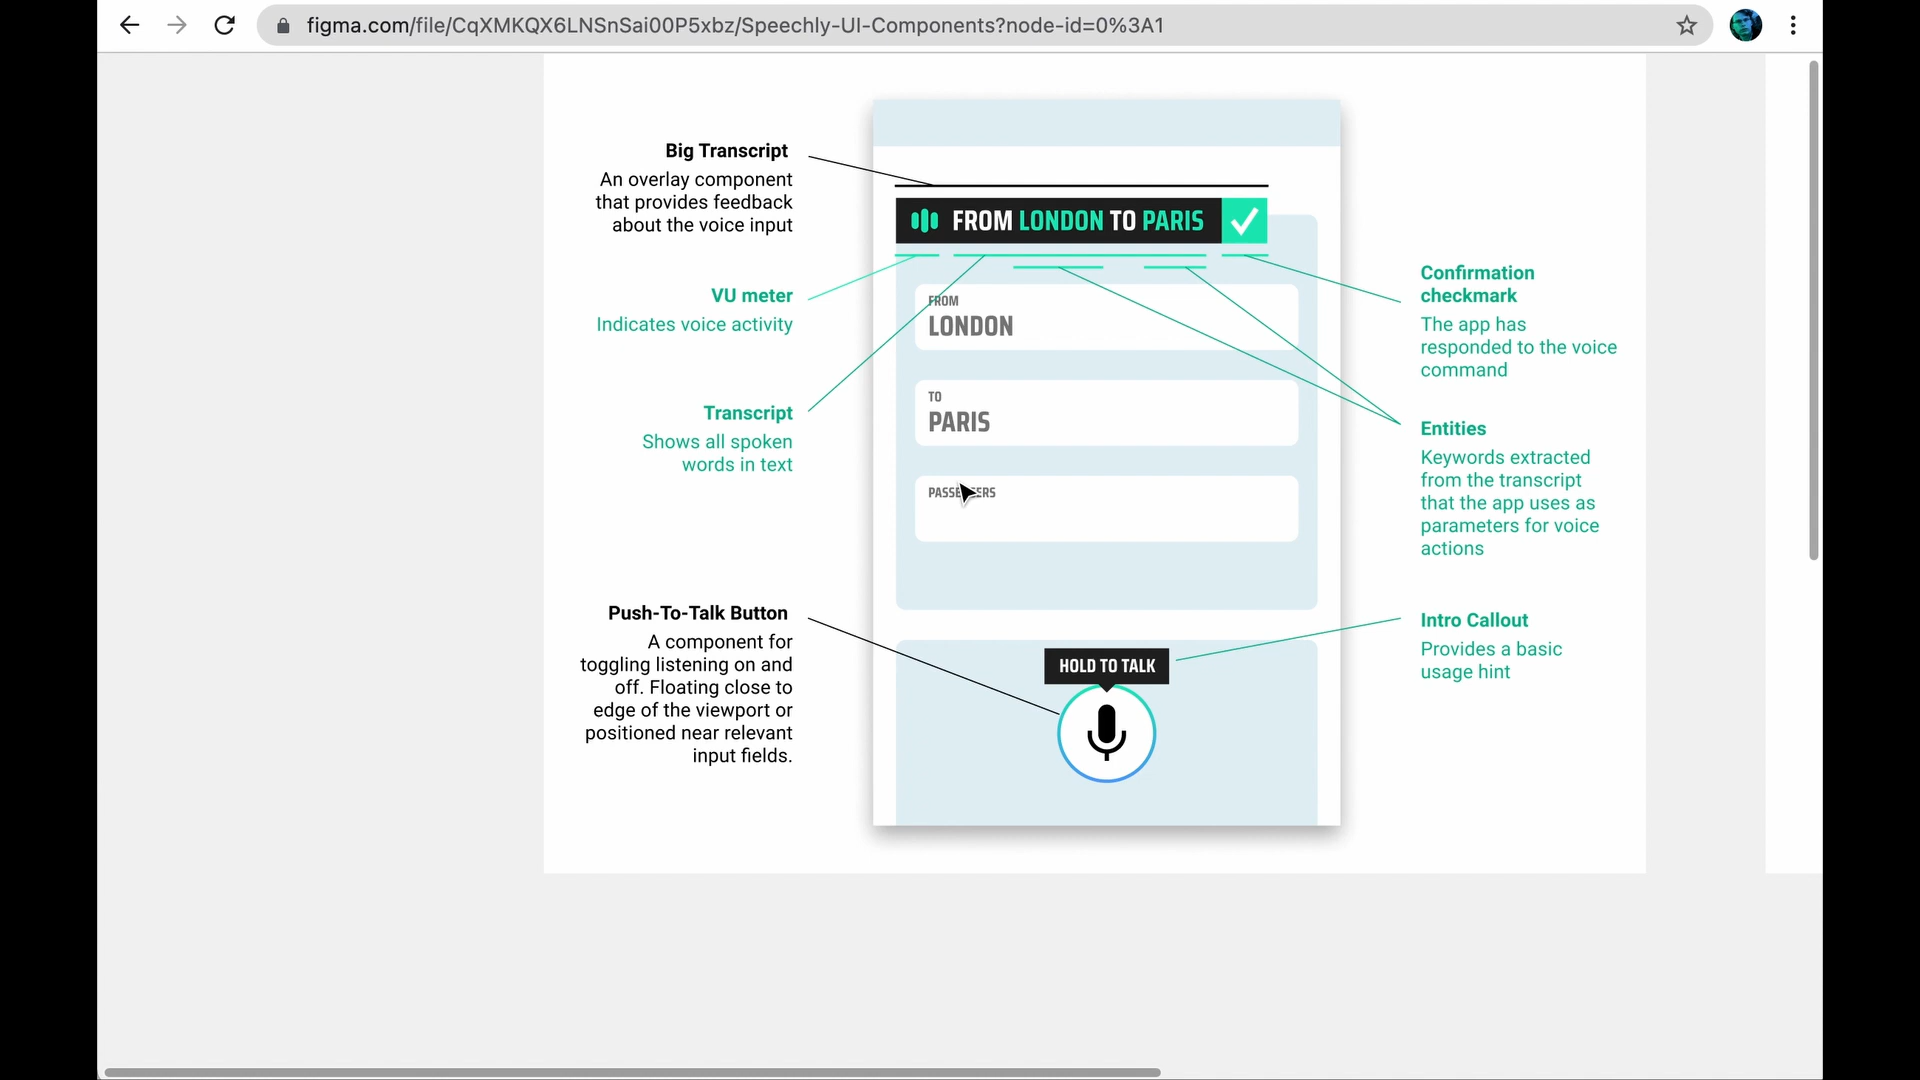 figma.com/file/CqXMKQX6LNSnSai00P5xbz/Speechly-UI-Components?node-id=0%3A1
Big Transcript
An overlay component
that provides feedback
about the voice input
VU meter
Indicates voice activity
Transcript
Shows all spoken
words in text
Push-To-Talk Button
A component for
toggling listening on and
off. Floating close to
edge of the viewport or
positioned near relevant
input fields.
FROM LONDON TO PARIS
FROM
LONDON
TO
PARIS
PASSENGERS
HOLD TO TALK
Confirmation
checkmark
The app has
responded to the voice
command
Entities
Keywords extracted
from the transcript
that the app uses as
parameters for voice
actions
Intro Callout
Provides a basic
usage hint